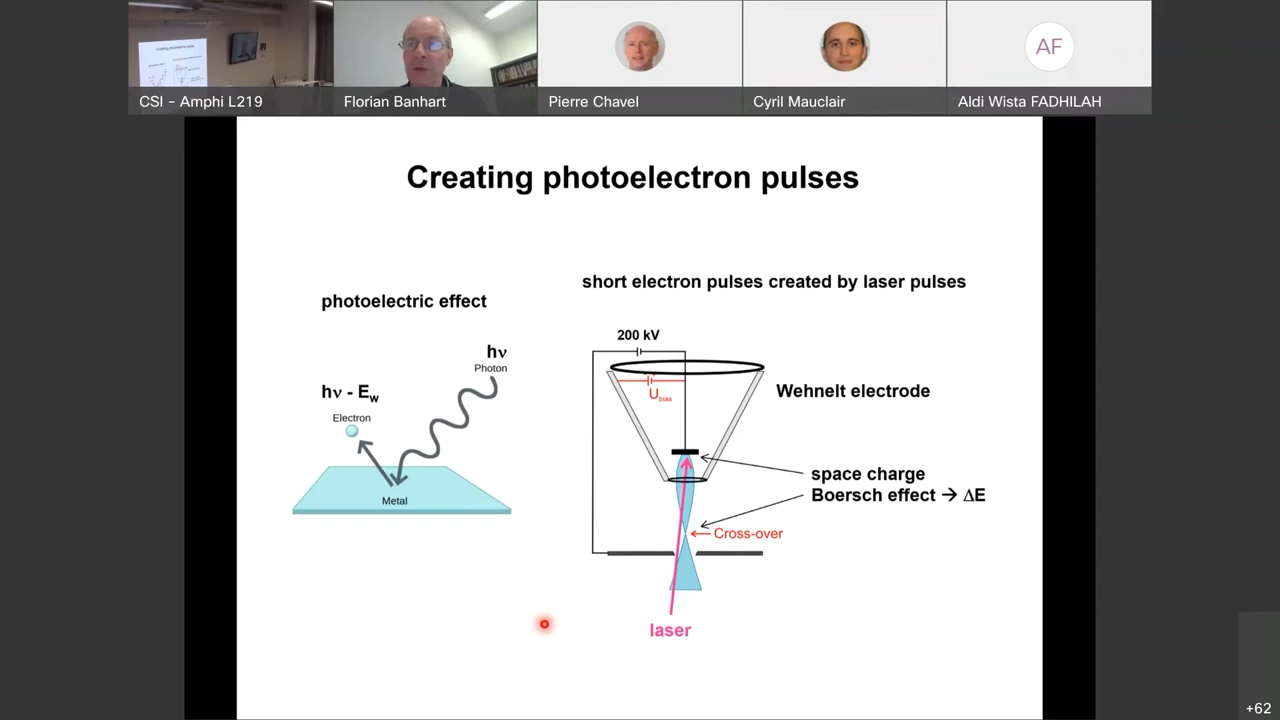 CSI - Amphi L219
Florian Banhart
Pierre Chavel
Cyril Mauclair
AF
Aldi Wista FADHILAH
Creating photoelectron pulses
short electron pulses created by laser pulses
photoelectric effect
200 kV
hν
Photon
hν - Ew
Electron
Metal
Ubias
Wehnelt electrode
space charge
Boersch effect → ΔE
Cross-over
laser
+62